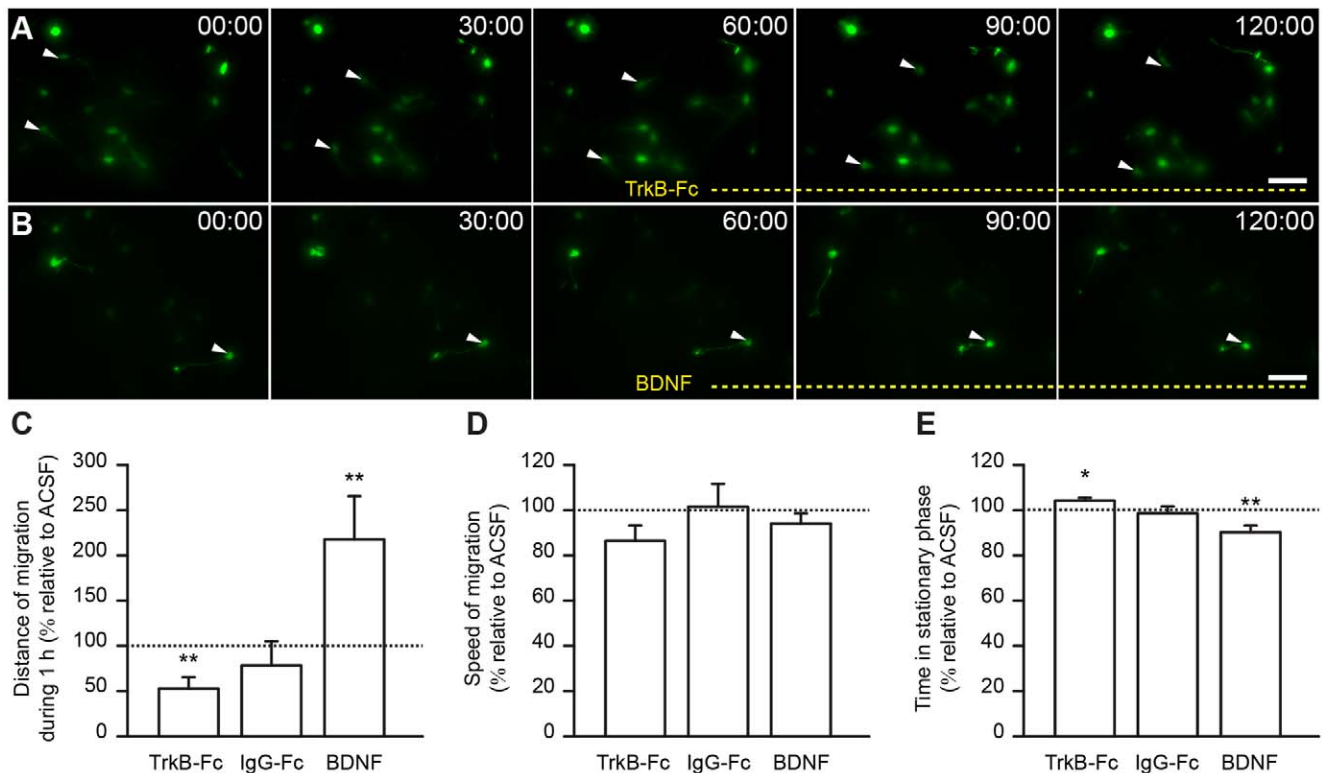 A
00:00
30:00
60:00
90:00
120:00
TrkB-Fc
B
00:00
30:00
60:00
90:00
120:00
BDNF
C
Distance of migration
during 1 h (% relative to ACSF)
300
250
200
150
100
50
0
**
**
TrkB-Fc IgG-Fc BDNF
D
Speed of migration
(% relative to ACSF)
120
100
80
60
40
20
0
TrkB-Fc IgG-Fc BDNF
E
Time in stationary phase
(% relative to ACSF)
120
100
80
60
40
20
0
*
**
TrkB-Fc IgG-Fc BDNF